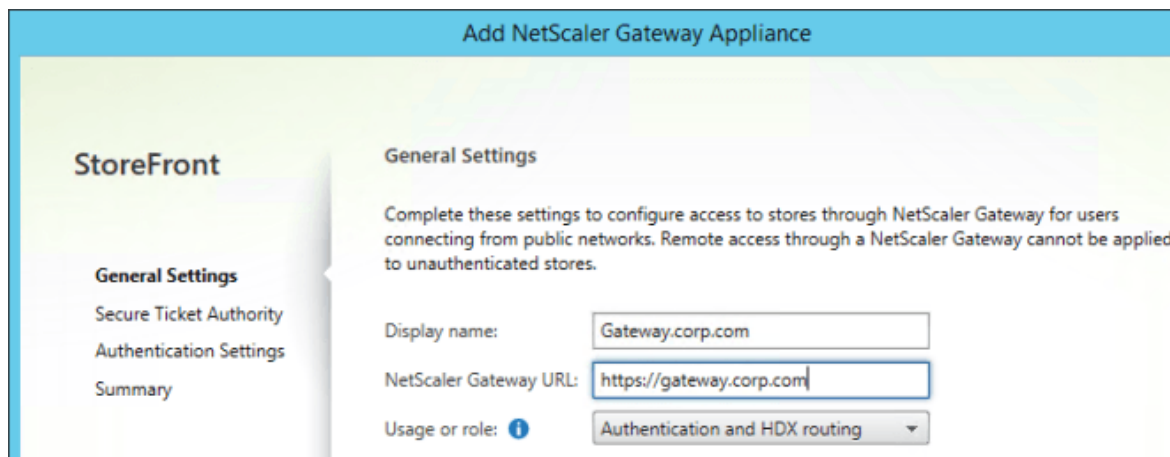 Add NetScaler Gateway Appliance
StoreFront
General Settings
Secure Ticket Authority
Authentication Settings
Summary
General Settings
Complete these settings to configure access to stores through NetScaler Gateway for users
connecting from public networks. Remote access through a NetScaler Gateway cannot be applied
to unauthenticated stores.
Display name: Gateway.corp.com
NetScaler Gateway URL: https://gateway.corp.com
Usage or role: Authentication and HDX routing